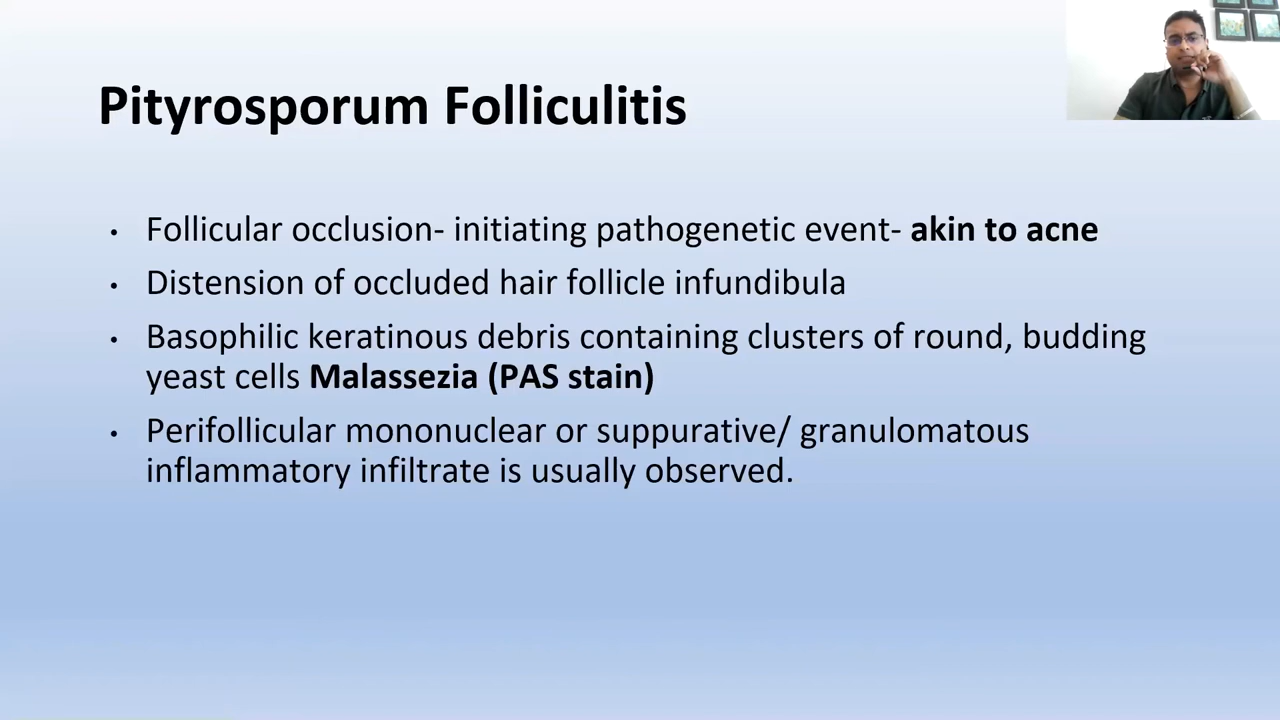 Pityrosporum Folliculitis
• Follicular occlusion- initiating pathogenetic event- akin to acne
• Distension of occluded hair follicle infundibula
• Basophilic keratinous debris containing clusters of round, budding
yeast cells Malassezia (PAS stain)
• Perifollicular mononuclear or suppurative/ granulomatous
inflammatory infiltrate is usually observed.